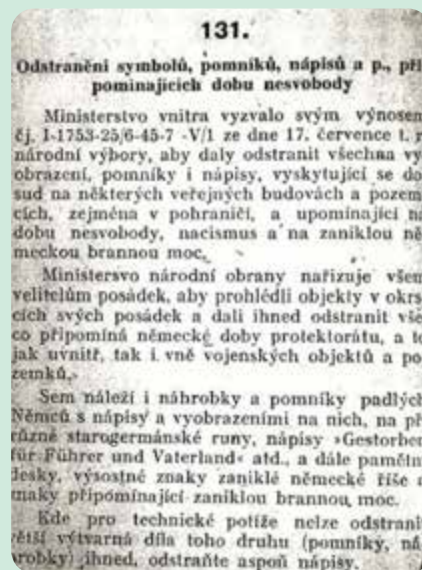 131.
Odstranění symbolů, pomníků, nápisů a p., při
pominajících dobu nesvobody
Ministerstvo vnitra vyzvalo svým výnosem
čj. I-1753-25/6-45-7 -V/1 ze dne 17. července t. r.
národní výbory, aby daly odstranit všechna vy
obrazení, pomníky i nápisy, vyskytující se do
sud na některých veřejných budovách a pozem
cích, zejména v pohraničí, a upomínající na
dobu nesvobody, nacismus a na zaniklou ně
meckou brannou moc.
Ministersvo národní obrany nařizuje všem
velitelům posádek, aby prohlédli objekty v okrs
cích svých posádek a dali ihned odstranit vše
co připomíná německé doby protektorátu, a to
jak uvnitř, tak i vně vojenských objektů a po
zemků.
Sem náleží i náhrobky a pomníky padlých
Němců s nápisy a vyobrazeními na nich, na př
různé starogermánské runy, nápisy »Gestorben
für Führer und Vaterland« atd., a dále pamětní
desky, výsostné znaky zaniklé německé říše a
znaky připomínající zaniklou brannou moc.
Kde pro technické potíže nelze odstranit
větší výtvarná díla toho druhu (pomníky, ná
hrobky) ihned, odstraňte aspoň nápisy.